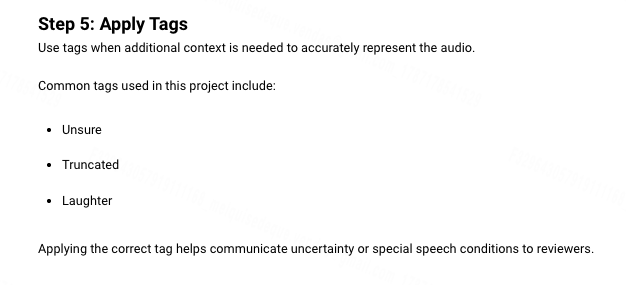 Step 5: Apply Tags
Use tags when additional context is needed to accurately represent the audio.
Common tags used in this project include:
• Unsure
• Truncated
• Laughter
Applying the correct tag helps communicate uncertainty or special speech conditions to reviewers.